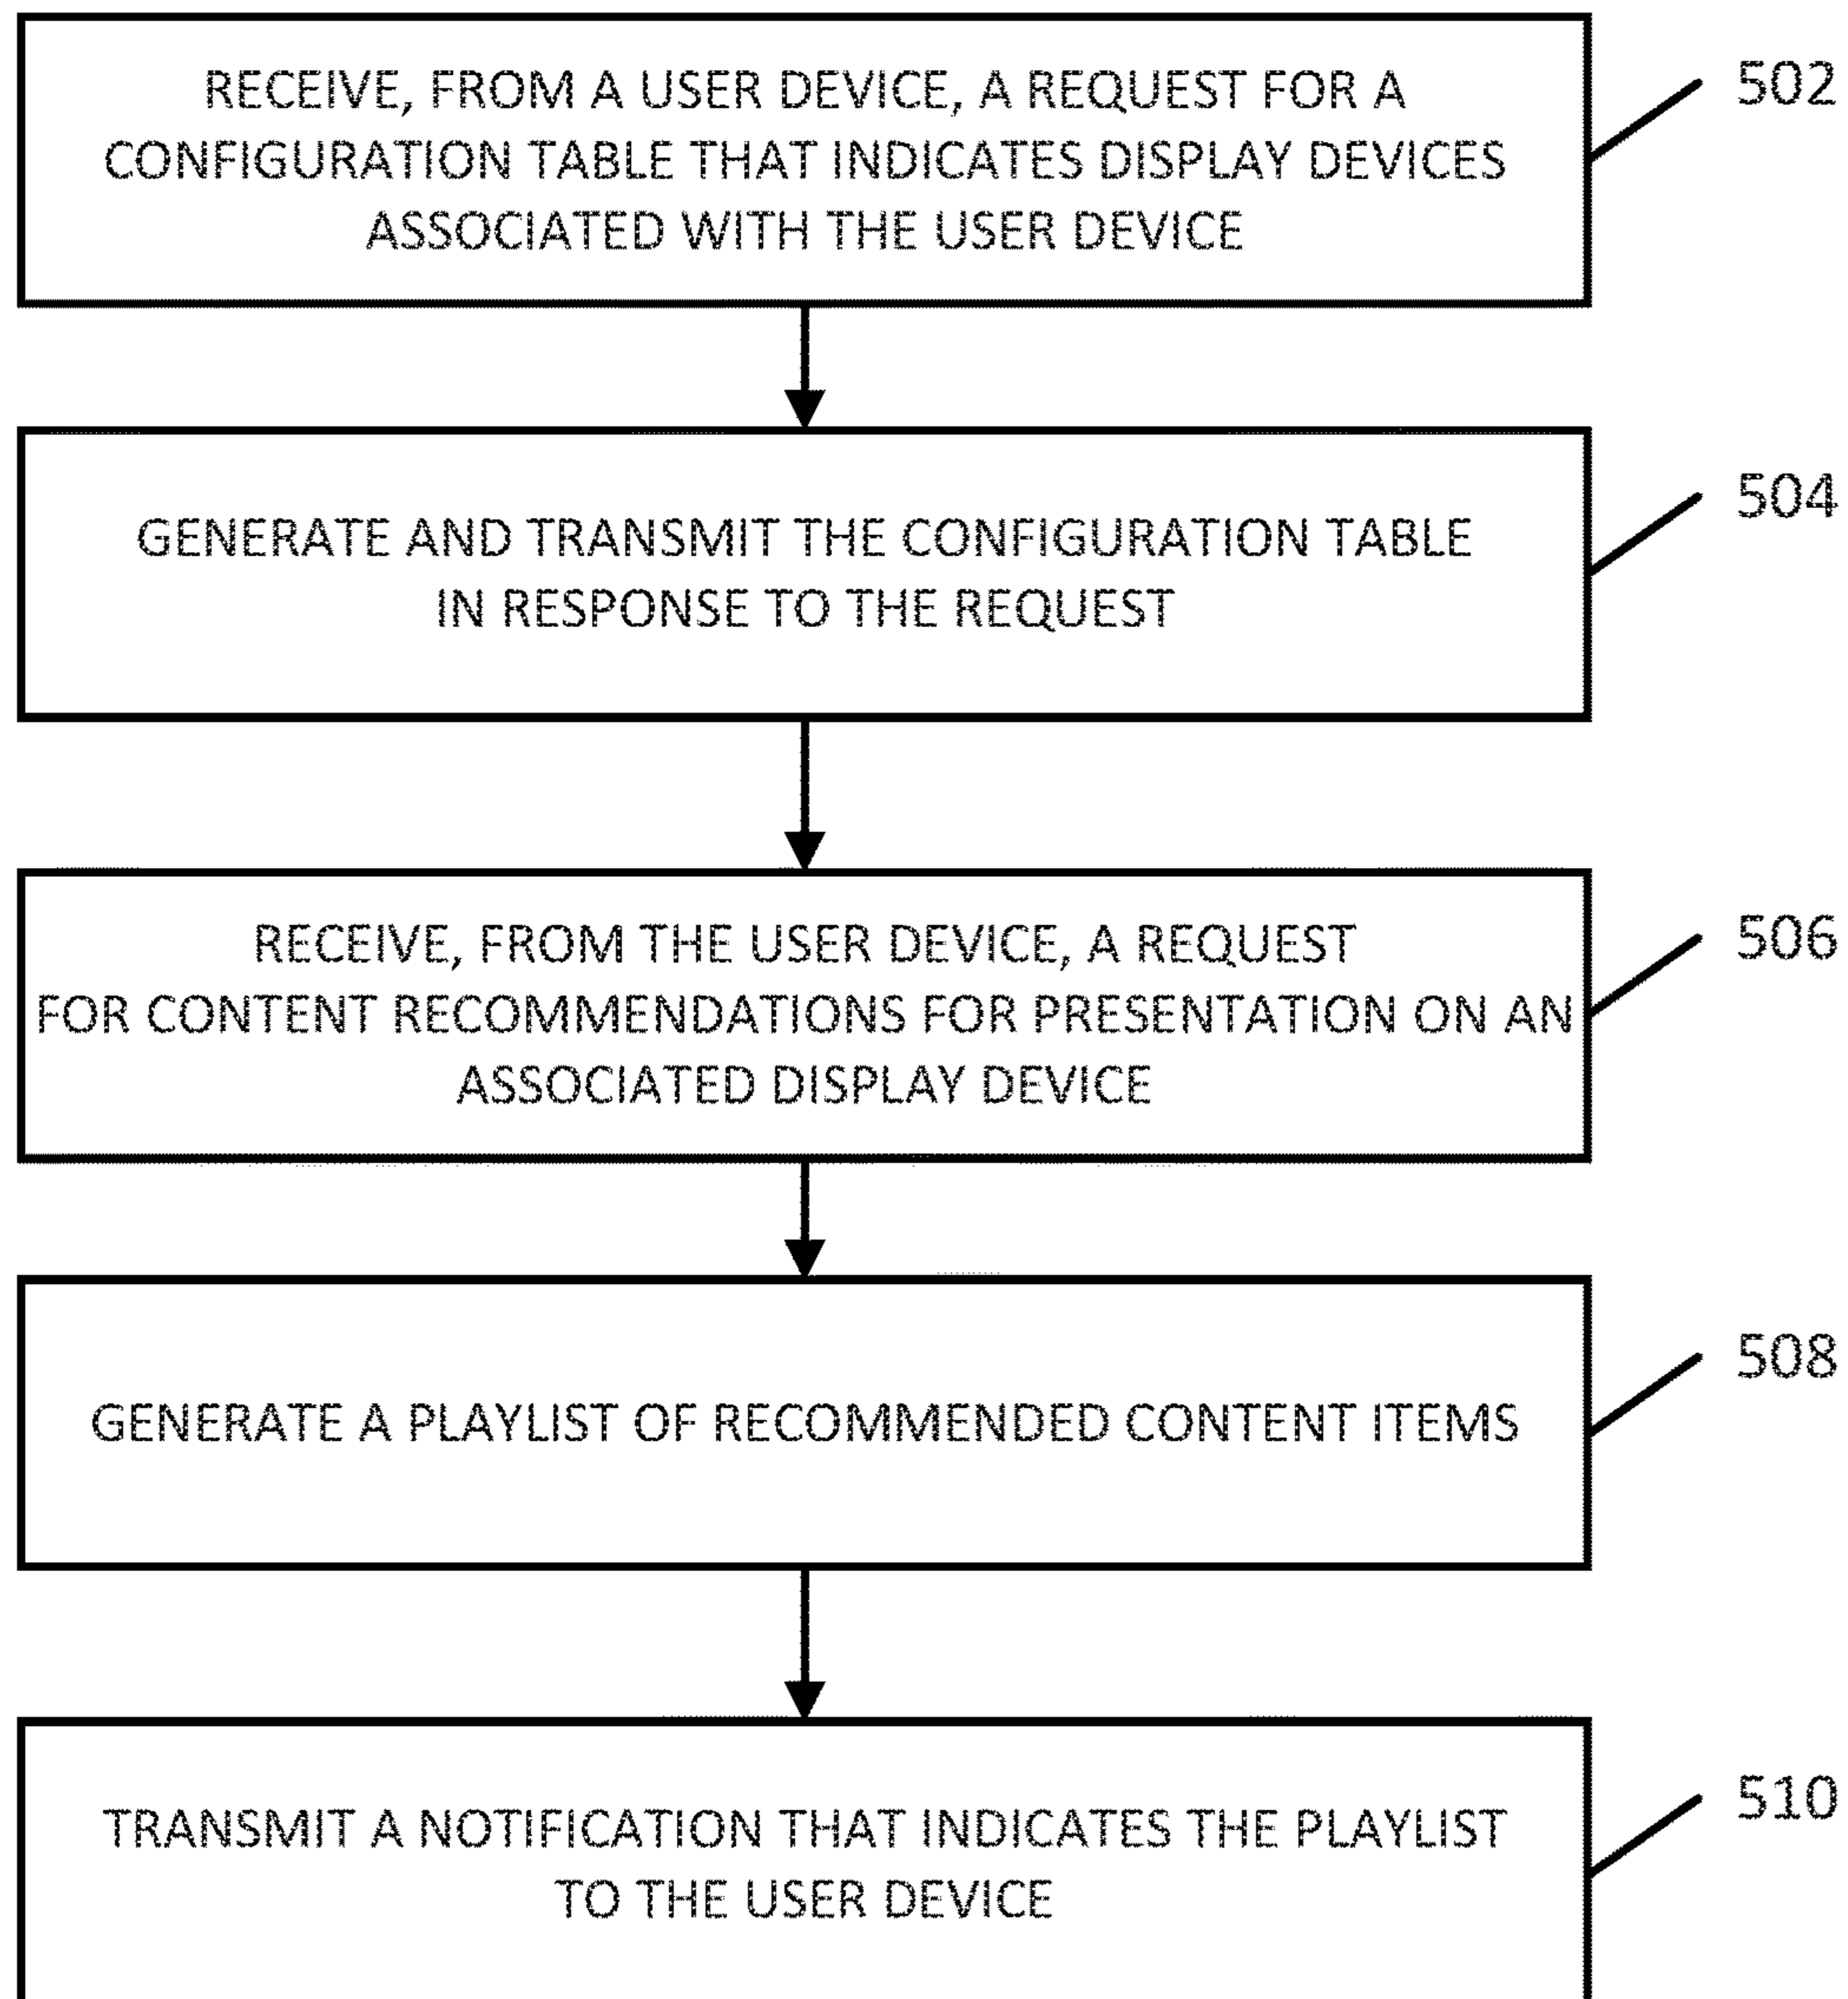 RECEIVE, FROM A USER DEVICE, A REQUEST FOR A
CONFIGURATION TABLE THAT INDICATES DISPLAY DEVICES
ASSOCIATED WITH THE USER DEVICE
502
GENERATE AND TRANSMIT THE CONFIGURATION TABLE
IN RESPONSE TO THE REQUEST
504
RECEIVE, FROM THE USER DEVICE, A REQUEST
FOR CONTENT RECOMMENDATIONS FOR PRESENTATION ON AN
ASSOCIATED DISPLAY DEVICE
506
GENERATE A PLAYLIST OF RECOMMENDED CONTENT ITEMS
508
TRANSMIT A NOTIFICATION THAT INDICATES THE PLAYLIST
TO THE USER DEVICE
510